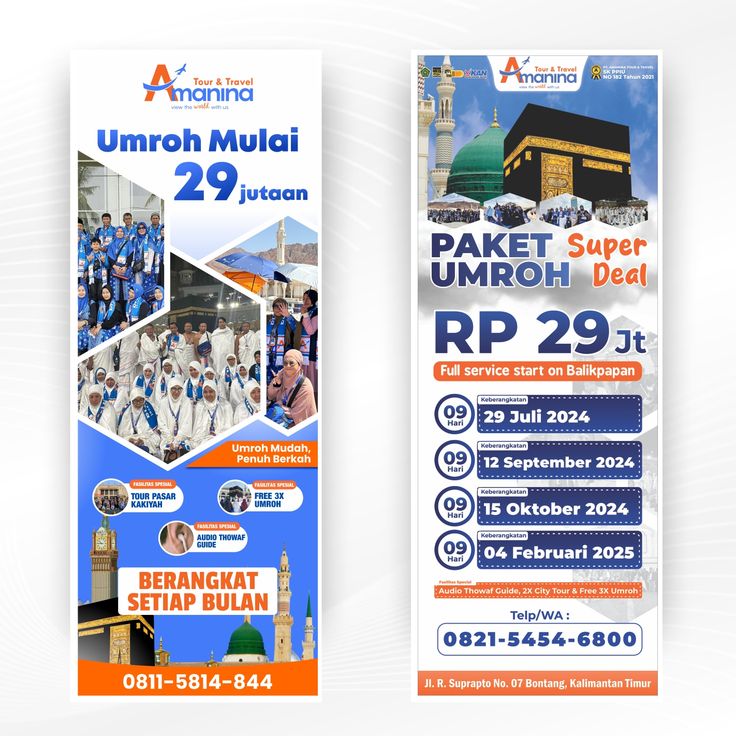 Tour & Travel
Amanina
view the world with us
Umroh Mulai
29 jutaan
Umroh Mudah,
Penuh Berkah
FASILITAS SPESIAL
TOUR PASAR
KAKIYAH
FASILITAS SPESIAL
FREE 3X
UMROH
FASILITAS SPESIAL
AUDIO THOWAF
GUIDE
BERANGKAT
SETIAP BULAN
0811-5814-844
Tour & Travel
Amanina
view the world with us
KAN
SK PPIU
NO 182 Tahun 2021
PAKET
UMROH
Super
Deal
RP 29 Jt
Full service start on Balikpapan
09
Hari
Keberangkatan
29 Juli 2024
09
Hari
Keberangkatan
12 September 2024
09
Hari
Keberangkatan
15 Oktober 2024
09
Hari
Keberangkatan
04 Februari 2025
Fasilitas Spesial
Audio Thowaf Guide, 2X City Tour & Free 3X Umroh
Telp/WA :
0821-5454-6800
Jl. R. Suprapto No. 07 Bontang, Kalimantan Timur